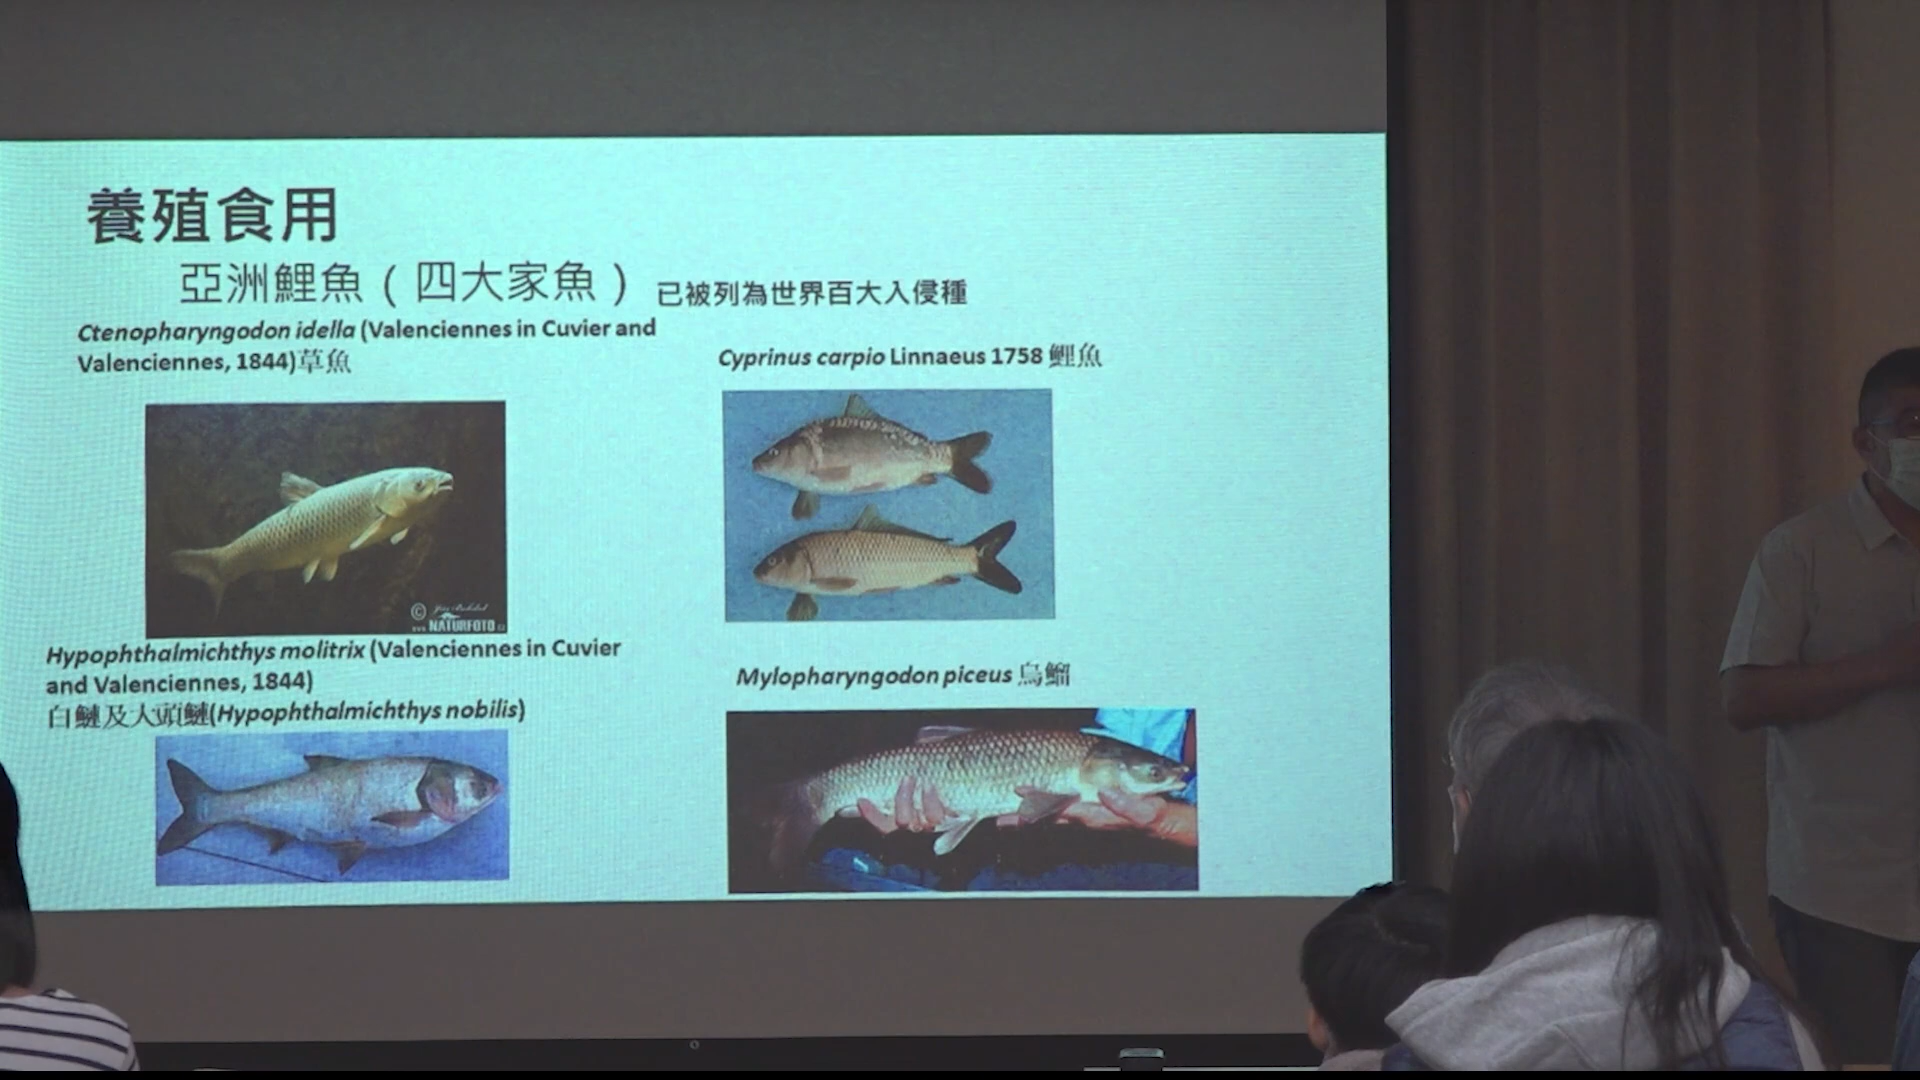 養殖食用
亞洲鯉魚（四大家魚）已被列為世界百大入侵種
Ctenopharyngodon idella (Valenciennes in Cuvier and
Valenciennes, 1844)草魚
Cyprinus carpio Linnaeus 1758 鯉魚
©
NATURFOTO
Hypophthalmichthys molitrix (Valenciennes in Cuvier
and Valenciennes, 1844)
白鰱及大頭鰱(Hypophthalmichthys nobilis)
Mylopharyngodon piceus 烏鰡